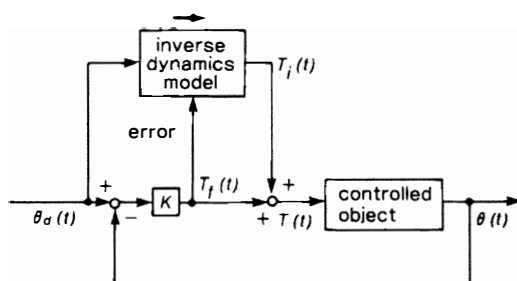 inverse
dynamics
model
T_i(t)
error
+
−
K
T_f(t)
+
+
T(t)
controlled
object
θ_d(t)
θ(t)